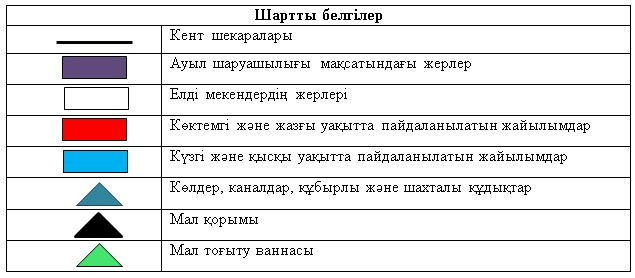 Шартты белгілер
Кент шекаралары
Ауыл шаруашылығы мақсатындағы жерлер
Елді мекендердің жерлері
Көктемгі және жазғы уақытта пайдаланылатын жайылымдар
Күзгі және қысқы уақытта пайдаланылатын жайылымдар
Көлдер, каналдар, құбырлы және шахталы құдықтар
Мал қорымы
Мал тоғыту ваннасы